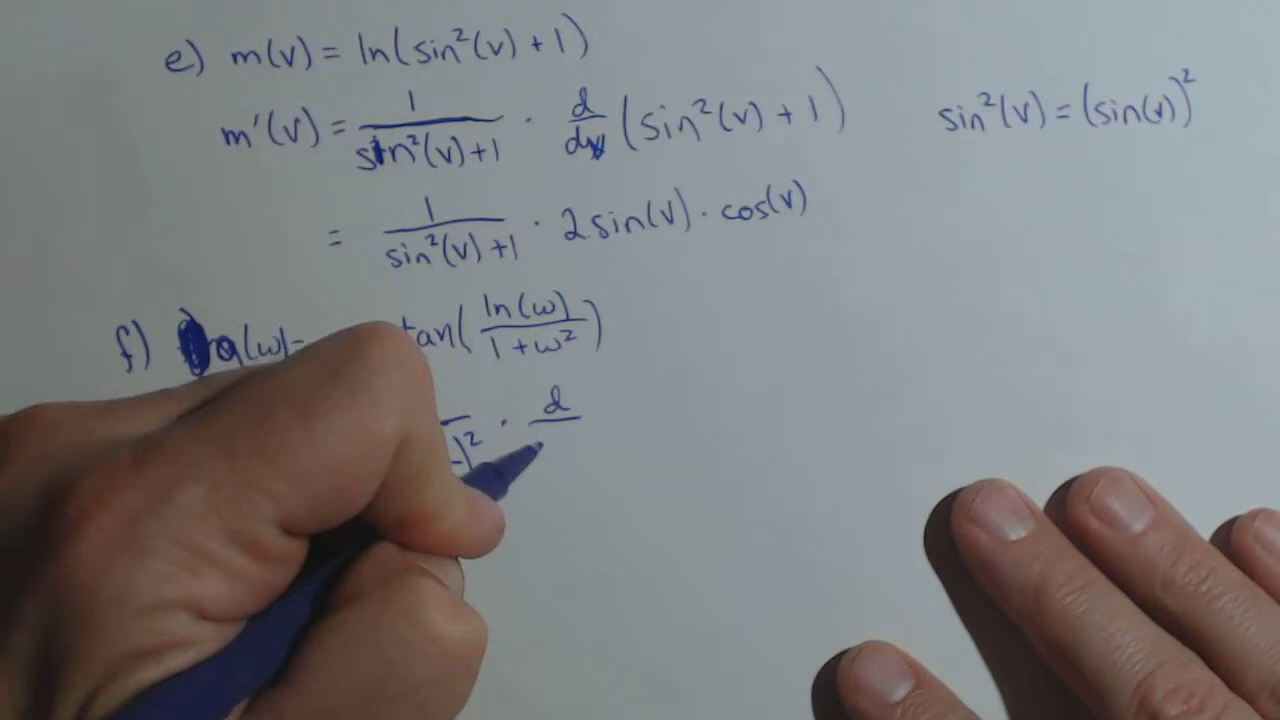 e) m(v) = ln(sin²(v) + 1)
m'(v) = 1/(sin²(v)+1) · d/dv (sin²(v) + 1)
sin²(v) = (sin(v))²
= 1/(sin²(v)+1) · 2sin(v) · cos(v)
f) q(w)= tan(ln(w)/(1+w²))
)² · d